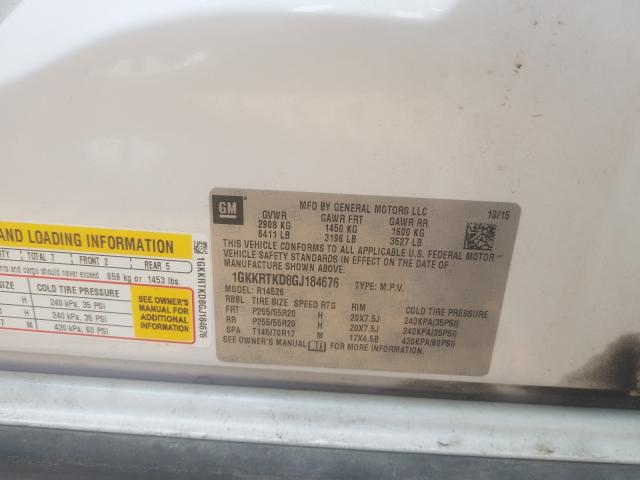 AND LOADING INFORMATION
TOTAL 7 FRONT 2 REAR 5
and cargo should never exceed 659 kg or 1453 lbs.
COLD TIRE PRESSURE
240 kPa, 35 PSI
H 240 kPa, 35 PSI
M 420 kPa, 60 PSI
SEE OWNER'S
MANUAL FOR
ADDITIONAL
INFORMATION
1GKKRTKD8GJ184676
GM
MFD BY GENERAL MOTORS LLC
10/15
GVWR GAWR FRT GAWR RR
2908 KG 1450 KG 1600 KG
6411 LB 3196 LB 3527 LB
THIS VEHICLE CONFORMS TO ALL APPLICABLE U.S. FEDERAL MOTOR
VEHICLE SAFETY STANDARDS IN EFFECT ON THE DATE OF
MANUFACTURE SHOWN ABOVE.
1GKKRTKD8GJ184676 TYPE: M.P.V.
MODEL: R14526
RBBL TIRE SIZE SPEED RTG RIM COLD TIRE PRESSURE
FRT P255/55R20 H 20X7.5J 240KPA(35PSI)
RR P255/55R20 H 20X7.5J 240KPA(35PSI)
SPA T145/70R17 M 17X4.5B 420KPA(60PSI)
SEE OWNER'S MANUAL FOR MORE INFORMATION.